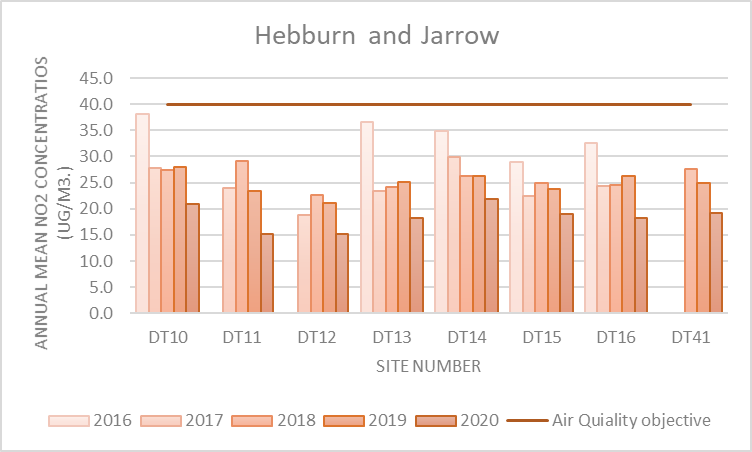 Hebburn and Jarrow
ANNUAL MEAN NO2 CONCENTRATIOS
(UG/M3.)
45.0
40.0
35.0
30.0
25.0
20.0
15.0
10.0
5.0
0.0
DT10 DT11 DT12 DT13 DT14 DT15 DT16 DT41
SITE NUMBER
2016 2017 2018 2019 2020 Air Quiality objective